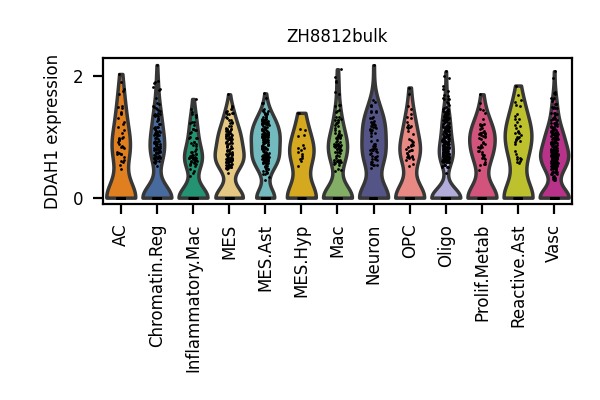 ZH8812bulk
DDAH1 expression
2
0
AC
Chromatin.Reg
Inflammatory.Mac
MES
MES.Ast
MES.Hyp
Mac
Neuron
OPC
Oligo
Prolif.Metab
Reactive.Ast
Vasc